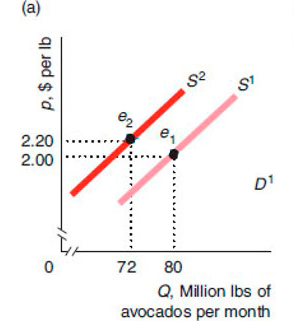 (a)
p, $ per lb
S2
S1
e2
e1
2.20
2.00
D1
0
72
80
Q, Million lbs of
avocados per month